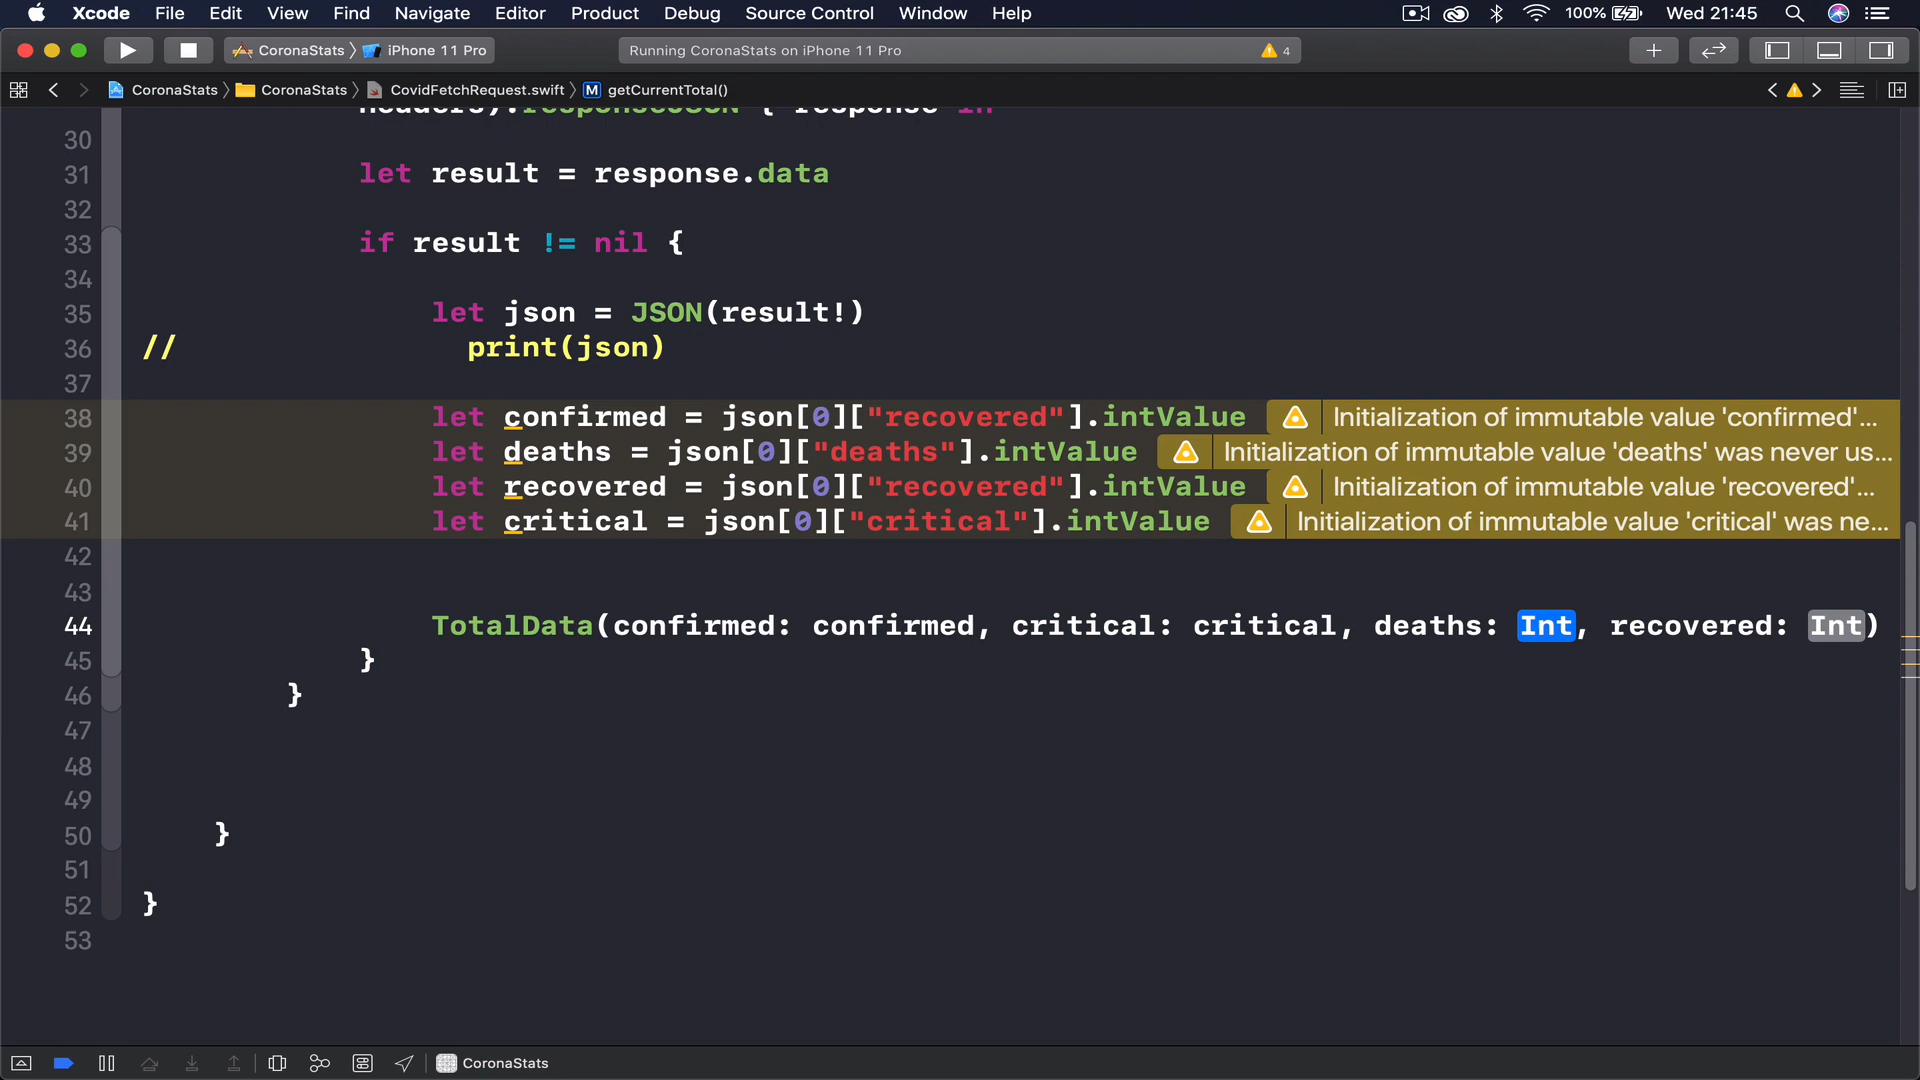 Xcode File Edit View Find Navigate Editor Product Debug Source Control Window Help 100% Wed 21:45
CoronaStats iPhone 11 Pro Running CoronaStats on iPhone 11 Pro 4
CoronaStats CoronaStats CovidFetchRequest.swift M getCurrentTotal()
headers).responseJSON { response in
30
31 let result = response.data
32
33 if result != nil {
34
35 let json = JSON(result!)
36 // print(json)
37
38 let confirmed = json[0]["recovered"].intValue Initialization of immutable value 'confirmed'...
39 let deaths = json[0]["deaths"].intValue Initialization of immutable value 'deaths' was never us...
40 let recovered = json[0]["recovered"].intValue Initialization of immutable value 'recovered'...
41 let critical = json[0]["critical"].intValue Initialization of immutable value 'critical' was ne...
42
43
44 TotalData(confirmed: confirmed, critical: critical, deaths: Int, recovered: Int)
45 }
46 }
47
48
49
50 }
51
52 }
53
CoronaStats